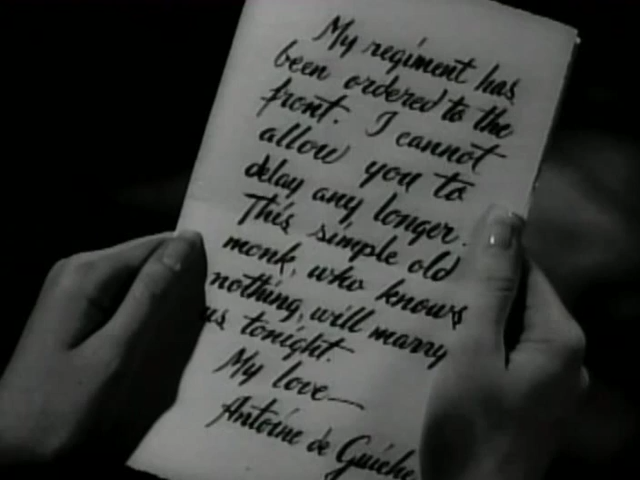 My regiment has
been ordered to the
front. I cannot
allow you to
delay any longer.
This simple old
monk, who knows
nothing, will marry
us tonight.
My love—
Antoine de Guiche